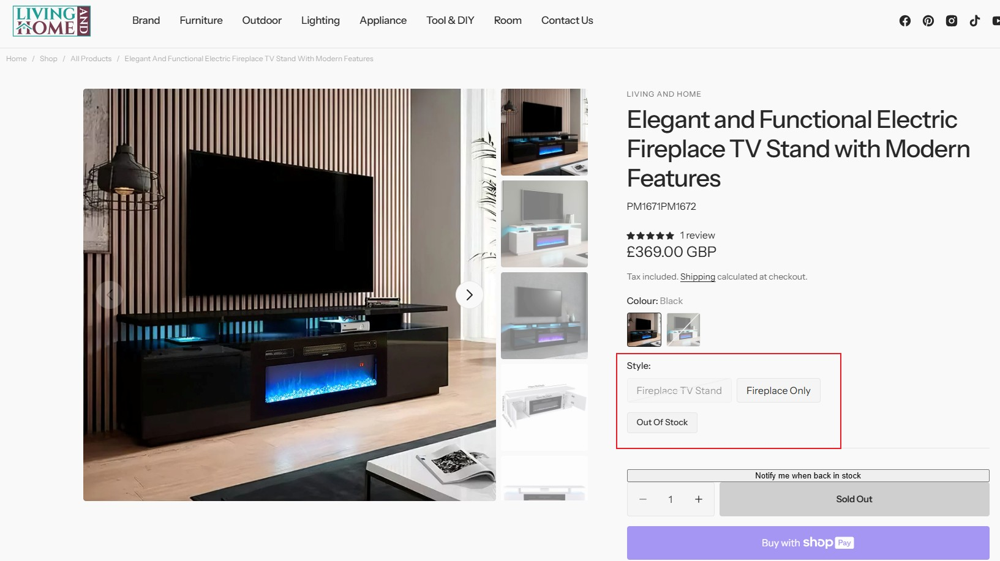 LIVING AND
HOME
Brand
Furniture
Outdoor
Lighting
Appliance
Tool & DIY
Room
Contact Us
Home / Shop / All Products / Elegant And Functional Electric Fireplace TV Stand With Modern Features
LIVING AND HOME
Elegant and Functional Electric
Fireplace TV Stand with Modern
Features
PM1671PM1672
1 review
£369.00 GBP
Tax included. Shipping calculated at checkout.
Colour: Black
Style:
Fireplace TV Stand
Fireplace Only
Out Of Stock
Notify me when back in stock
1
Sold Out
Buy with shop Pay